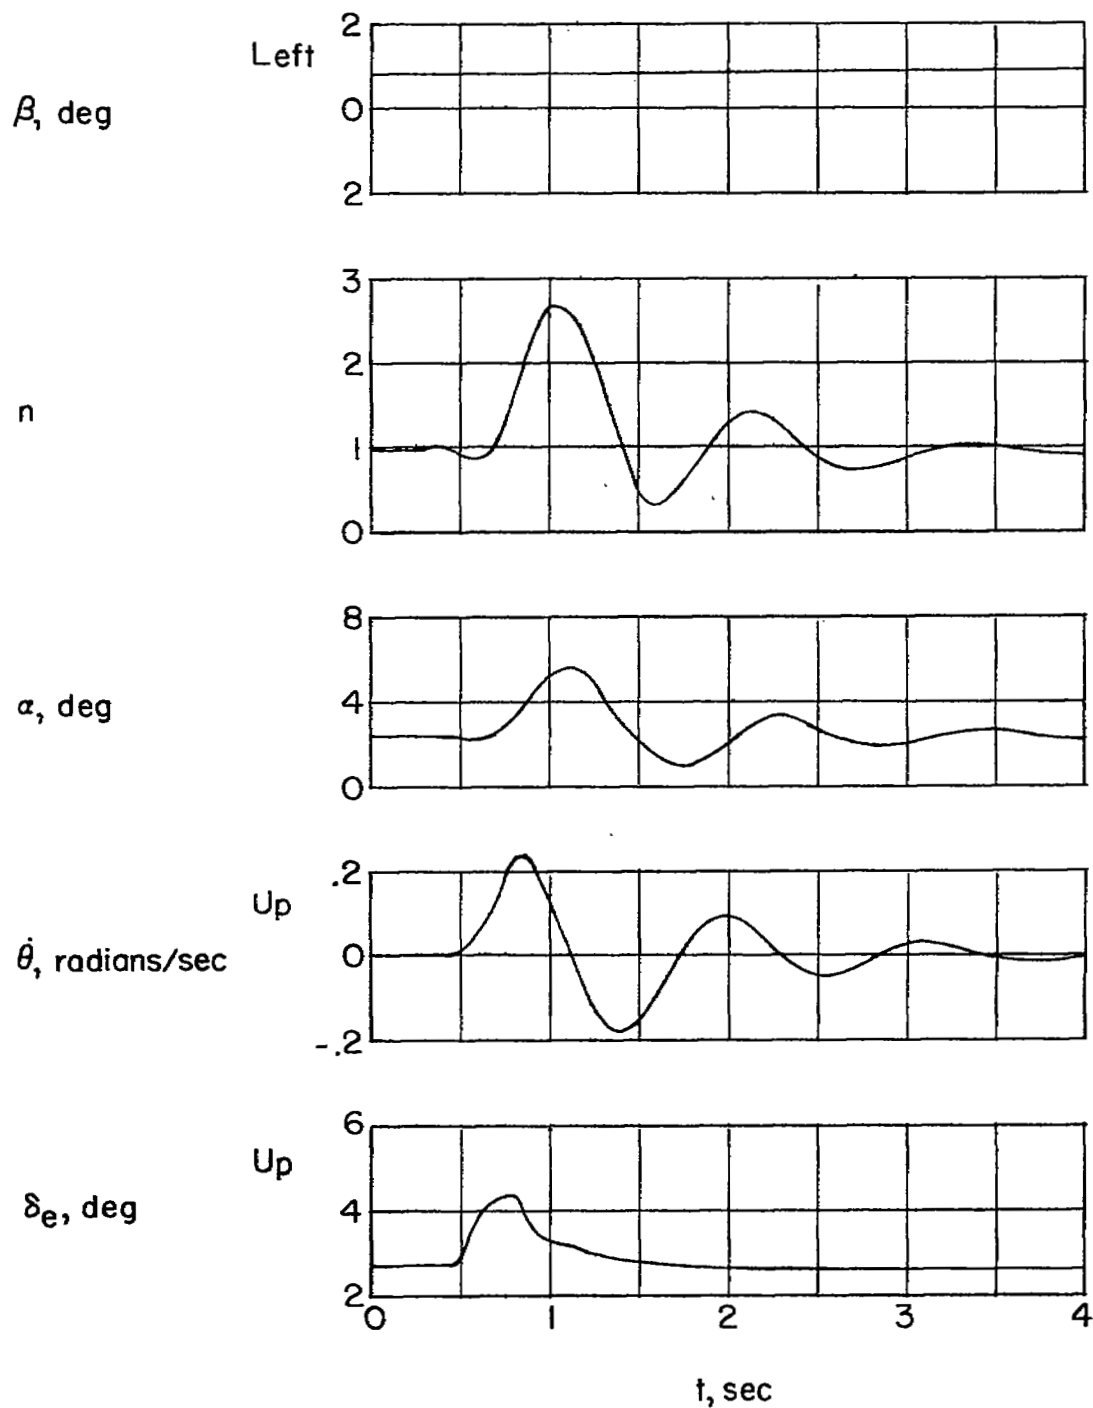 2
Left
β, deg
0
2
3
2
n
1
0
8
α, deg
4
0
.2
Up
θ̇, radians/sec
0
-.2
6
Up
δe, deg
4
2
0 1 2 3 4
t, sec